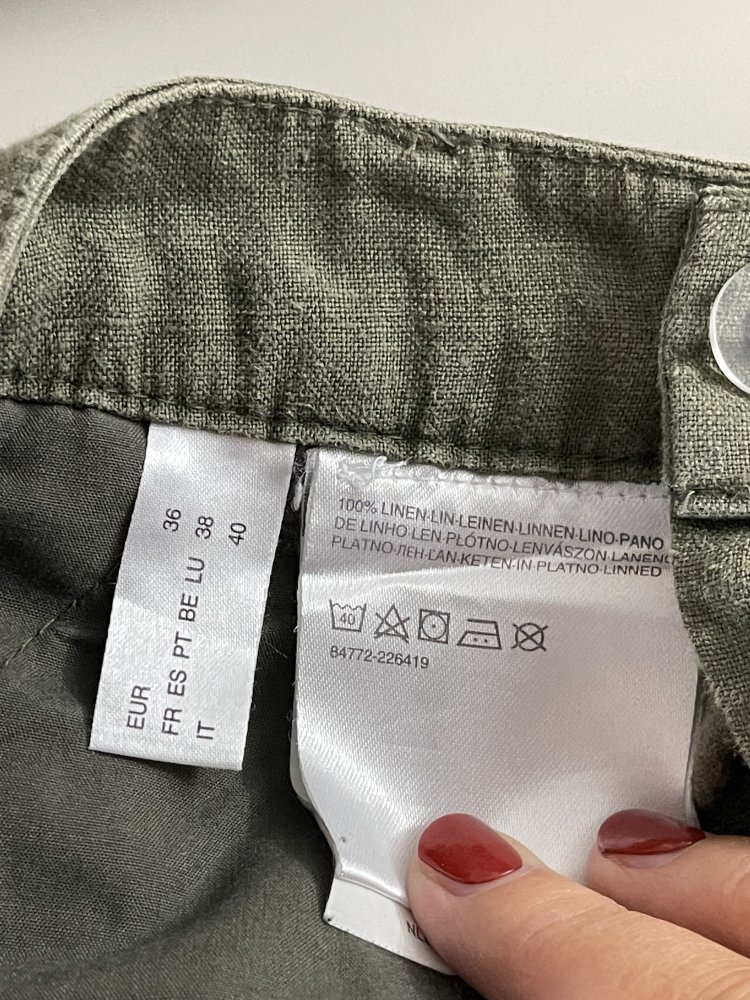 EUR 36
FR ES PT BE LU 38
IT 40
100% LINEN·LIN·LEINEN·LINNEN·LINO·PANO
DE LINHO·LEN·PŁÓTNO·LENVÁSZON·LANENO
PLATNO·ЛЕН·ĽAN·KETEN·IN·PLATNO·LINNED
40
84772-226419